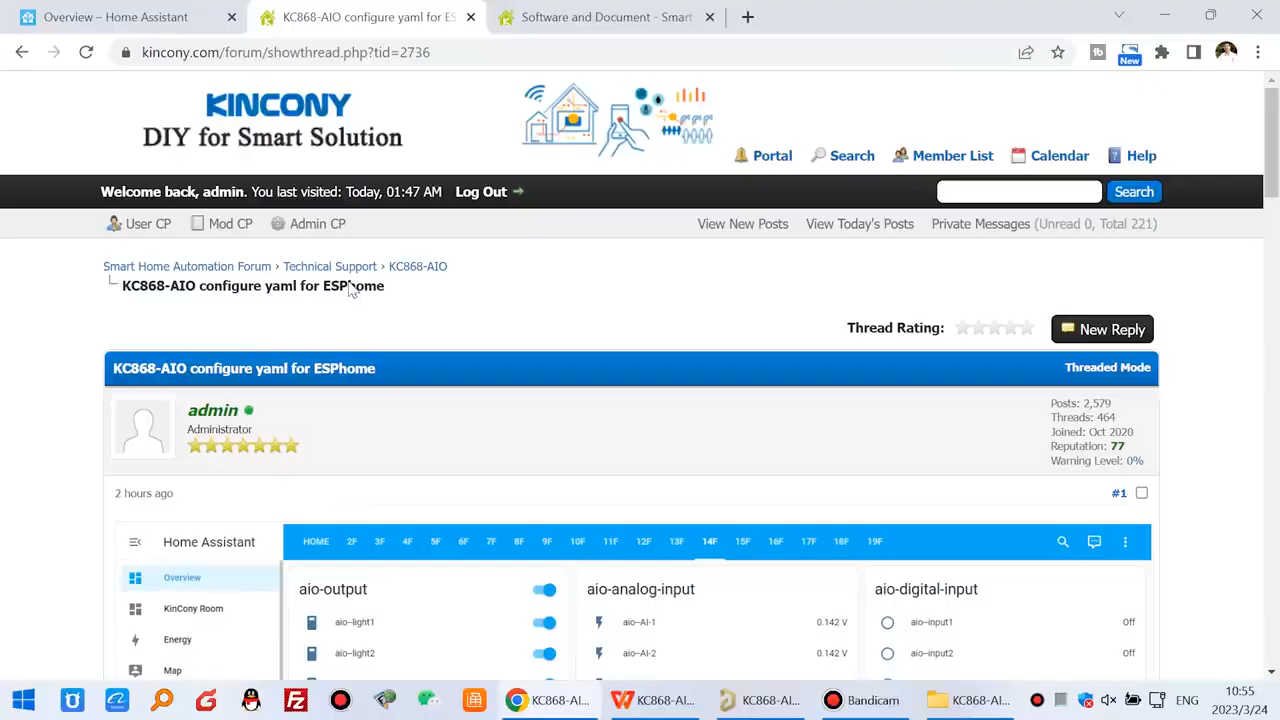 Overview – Home Assistant
KC868-AIO configure yaml for ES
Software and Document - Smart
kincony.com/forum/showthread.php?tid=2736
New
KINCONY
DIY for Smart Solution
Portal
Search
Member List
Calendar
Help
Welcome back, admin. You last visited: Today, 01:47 AM Log Out
Search
User CP
Mod CP
Admin CP
View New Posts
View Today's Posts
Private Messages (Unread 0, Total 221)
Smart Home Automation Forum › Technical Support › KC868-AIO
KC868-AIO configure yaml for ESPhome
Thread Rating:
New Reply
KC868-AIO configure yaml for ESPhome
Threaded Mode
admin
Administrator
Posts: 2,579
Threads: 464
Joined: Oct 2020
Reputation: 77
Warning Level: 0%
2 hours ago
#1
Home Assistant
HOME 2F 3F 4F 5F 6F 7F 8F 9F 10F 11F 12F 13F 14F 15F 16F 17F 18F 19F
Overview
KinCony Room
Energy
Map
aio-output
aio-light1
aio-light2
aio-analog-input
aio-AI-1 0.142 V
aio-AI-2 0.142 V
aio-digital-input
aio-input1 Off
aio-input2 Off
KC868-AI...
KC868-AI...
KC868-AI...
Bandicam
KC868-AI...
ENG
10:55
2023/3/24